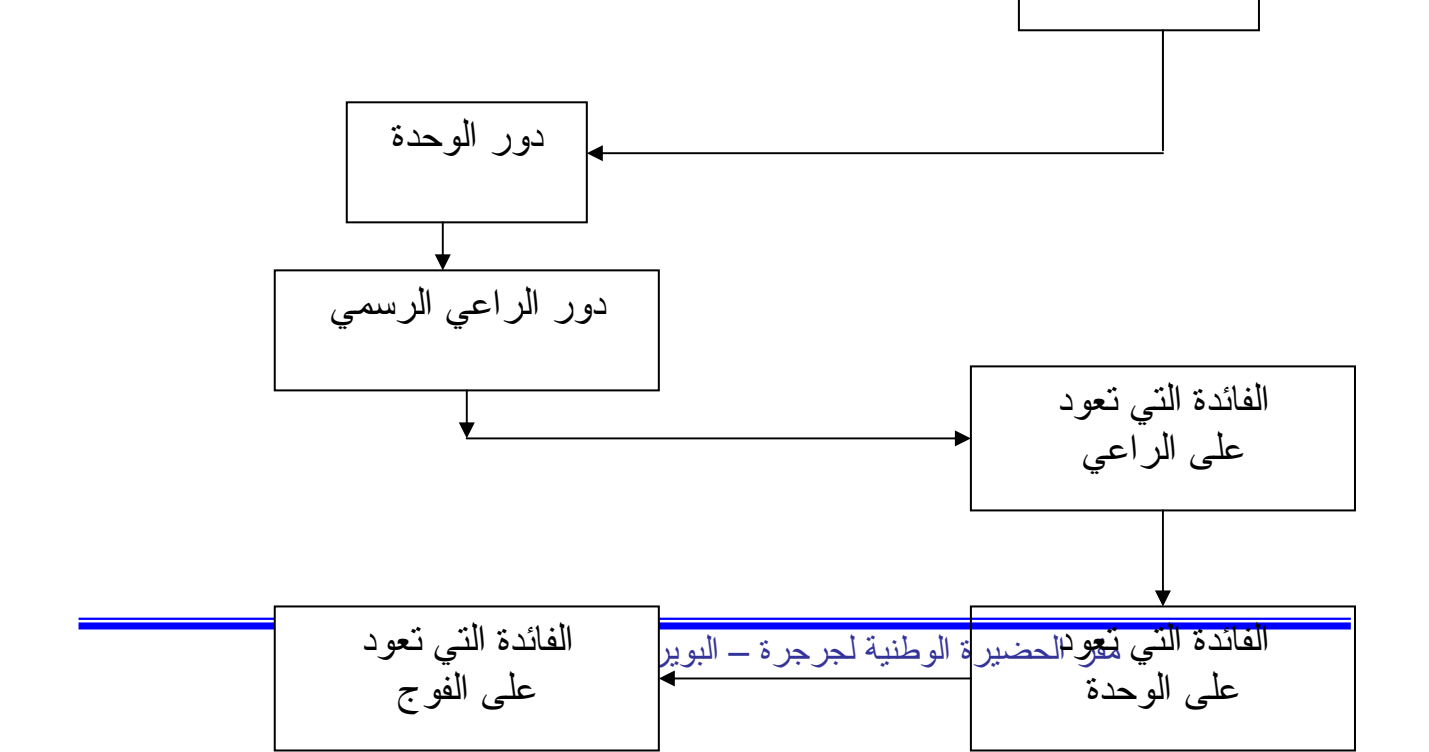 دور الوحدة
دور الراعي الرسمي
الفائدة التي تعود
على الراعي
الفائدة التي تعود
على الوحدة
الفائدة التي تعود
على الفوج
مقر الحضيرة الوطنية لجرجرة – البوير